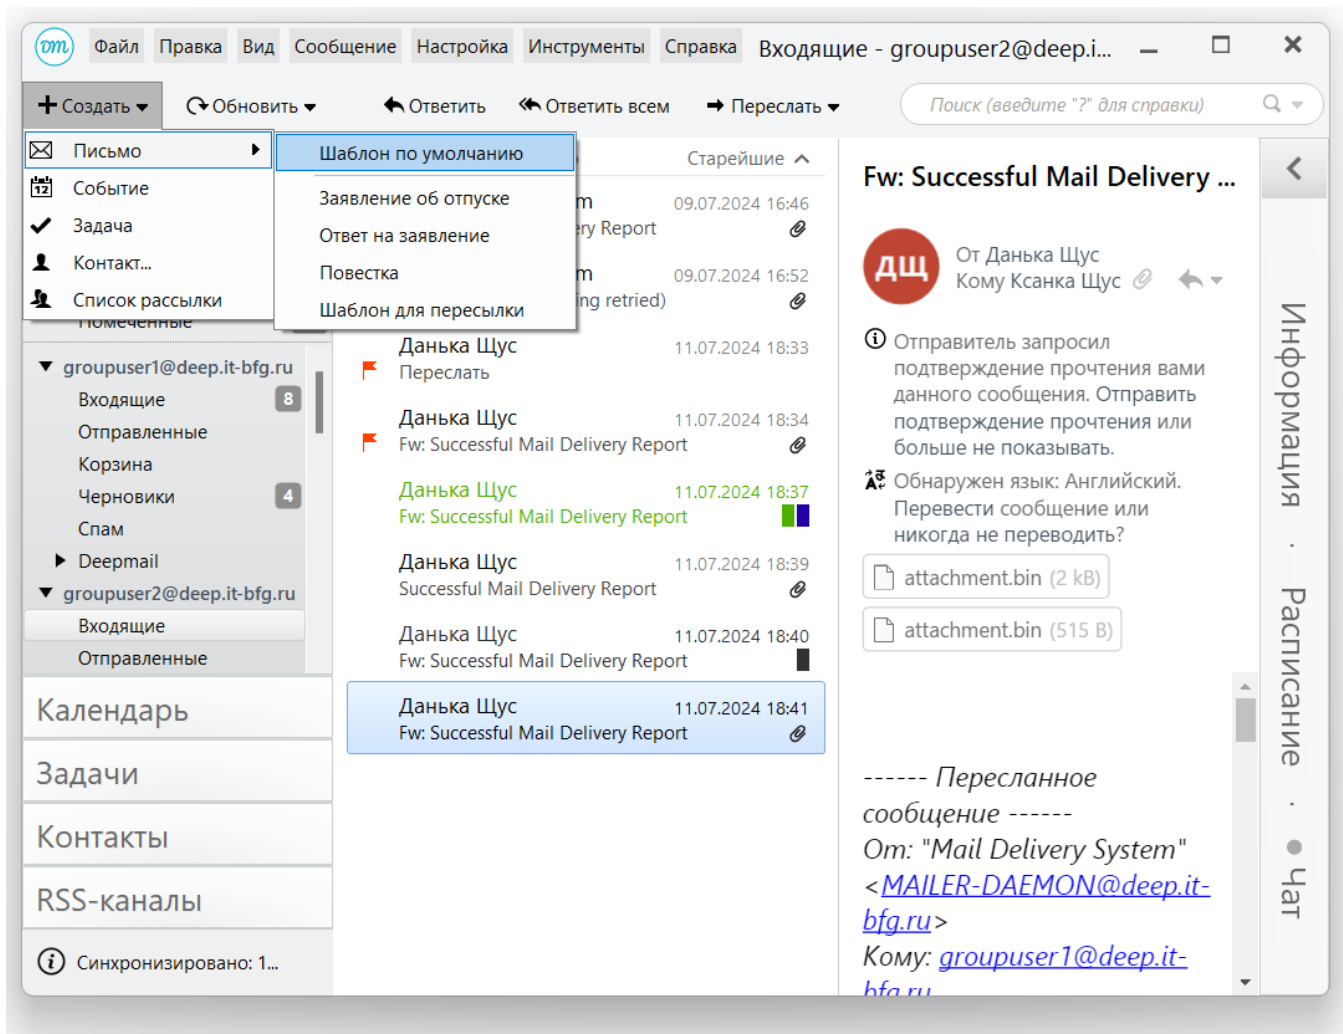 dm Файл Правка Вид Сообщение Настройка Инструменты Справка Входящие - groupuser2@deep.i...
Создать Обновить Ответить Ответить всем Переслать Поиск (введите "?" для справки)
Письмо
12 Событие
Задача
Контакт...
Список рассылки
Помеченные
Шаблон по умолчанию
Заявление об отпуске
Ответ на заявление
Повестка
Шаблон для пересылки
groupuser1@deep.it-bfg.ru
Входящие 8
Отправленные
Корзина
Черновики 4
Спам
Deepmail
groupuser2@deep.it-bfg.ru
Входящие
Отправленные
Календарь
Задачи
Контакты
RSS-каналы
Синхронизировано: 1...
Старейшие
m 09.07.2024 16:46
ery Report
m 09.07.2024 16:52
ing retried)
Данька Щус 11.07.2024 18:33
Переслать
Данька Щус 11.07.2024 18:34
Fw: Successful Mail Delivery Report
Данька Щус 11.07.2024 18:37
Fw: Successful Mail Delivery Report
Данька Щус 11.07.2024 18:39
Successful Mail Delivery Report
Данька Щус 11.07.2024 18:40
Fw: Successful Mail Delivery Report
Данька Щус 11.07.2024 18:41
Fw: Successful Mail Delivery Report
Fw: Successful Mail Delivery ...
ДЩ
От Данька Щус
Кому Ксанка Щус
Отправитель запросил
подтверждение прочтения вами
данного сообщения. Отправить
подтверждение прочтения или
больше не показывать.
Обнаружен язык: Английский.
Перевести сообщение или
никогда не переводить?
attachment.bin (2 kB)
attachment.bin (515 B)
------ Пересланное
сообщение ------
От: "Mail Delivery System"
<MAILER-DAEMON@deep.it-
bfg.ru>
Кому: groupuser1@deep.it-
bfg.ru
Информация · Расписание · Чат